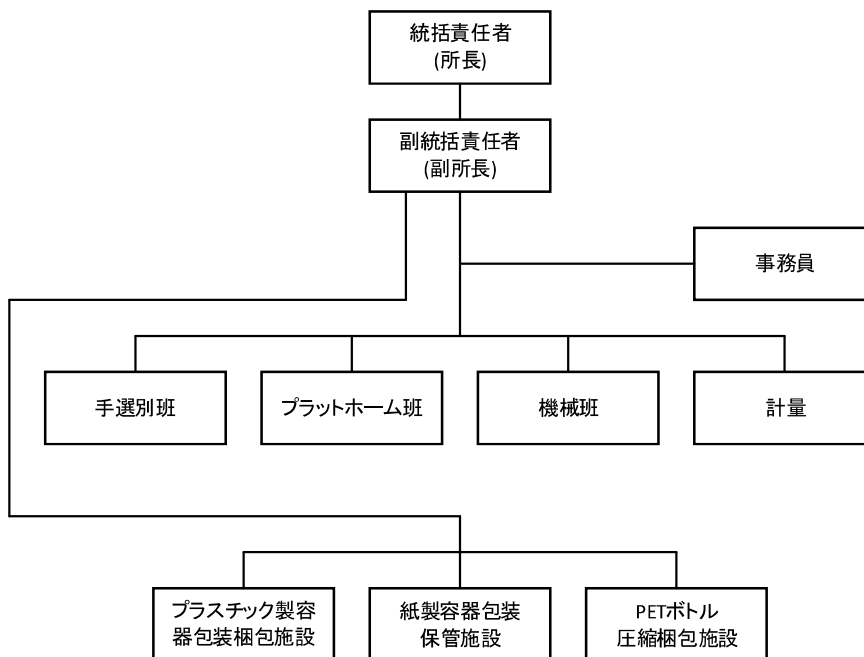 統括責任者
(所長)
副統括責任者
(副所長)
事務員
手選別班
プラットホーム班
機械班
計量
プラスチック製容
器包装梱包施設
紙製容器包装
保管施設
PETボトル
圧縮梱包施設